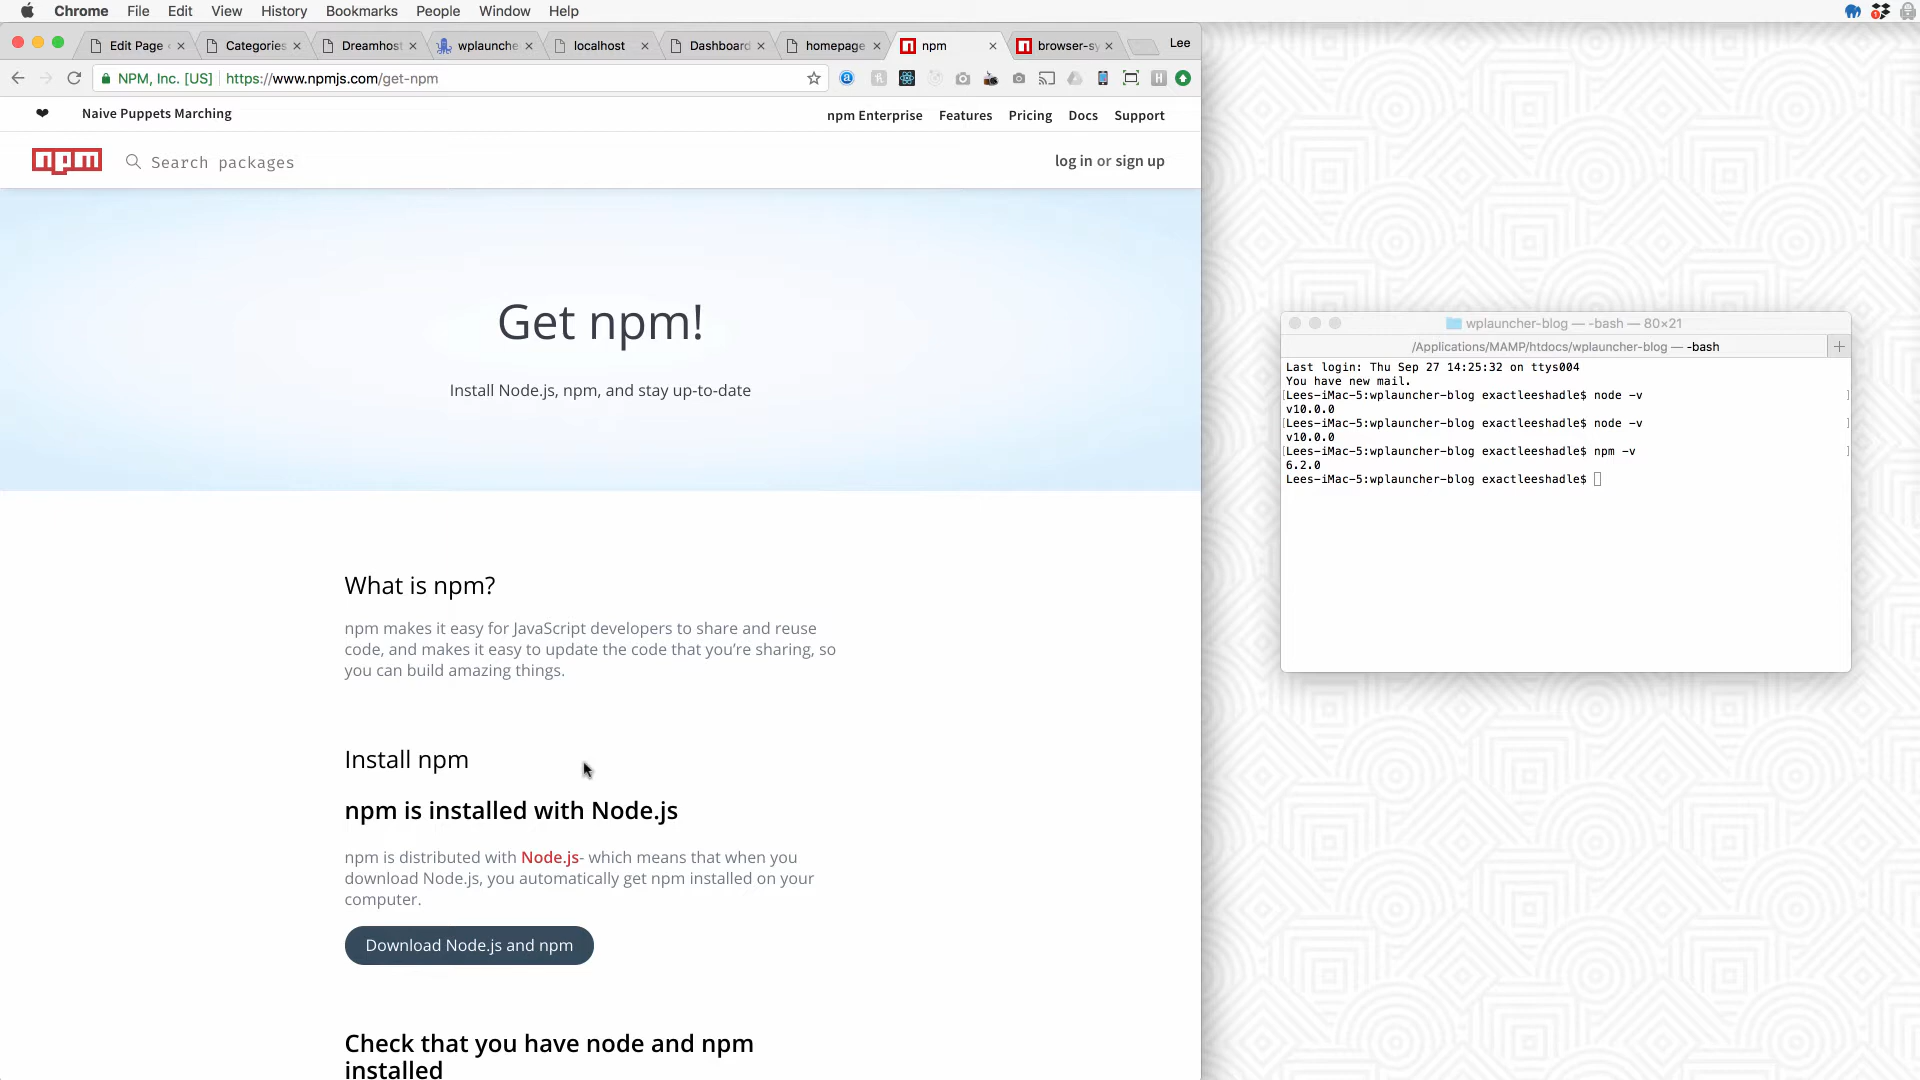 Chrome File Edit View History Bookmarks People Window Help
Edit Page
Categories
Dreamhost
wplaunche
localhost
Dashboard
homepage
npm
browser-sy
Lee
NPM, Inc. [US] https://www.npmjs.com/get-npm
Naive Puppets Marching
npm Enterprise Features Pricing Docs Support
npm
Search packages
log in or sign up
Get npm!
Install Node.js, npm, and stay up-to-date
What is npm?
npm makes it easy for JavaScript developers to share and reuse
code, and makes it easy to update the code that you’re sharing, so
you can build amazing things.
Install npm
npm is installed with Node.js
npm is distributed with Node.js- which means that when you
download Node.js, you automatically get npm installed on your
computer.
Download Node.js and npm
Check that you have node and npm
installed
wplauncher-blog — -bash — 80×21
/Applications/MAMP/htdocs/wplauncher-blog — -bash
Last login: Thu Sep 27 14:25:32 on ttys004
You have new mail.
[Lees-iMac-5:wplauncher-blog exactleeshadle$ node -v ]
v10.0.0
[Lees-iMac-5:wplauncher-blog exactleeshadle$ node -v ]
v10.0.0
[Lees-iMac-5:wplauncher-blog exactleeshadle$ npm -v ]
6.2.0
Lees-iMac-5:wplauncher-blog exactleeshadle$